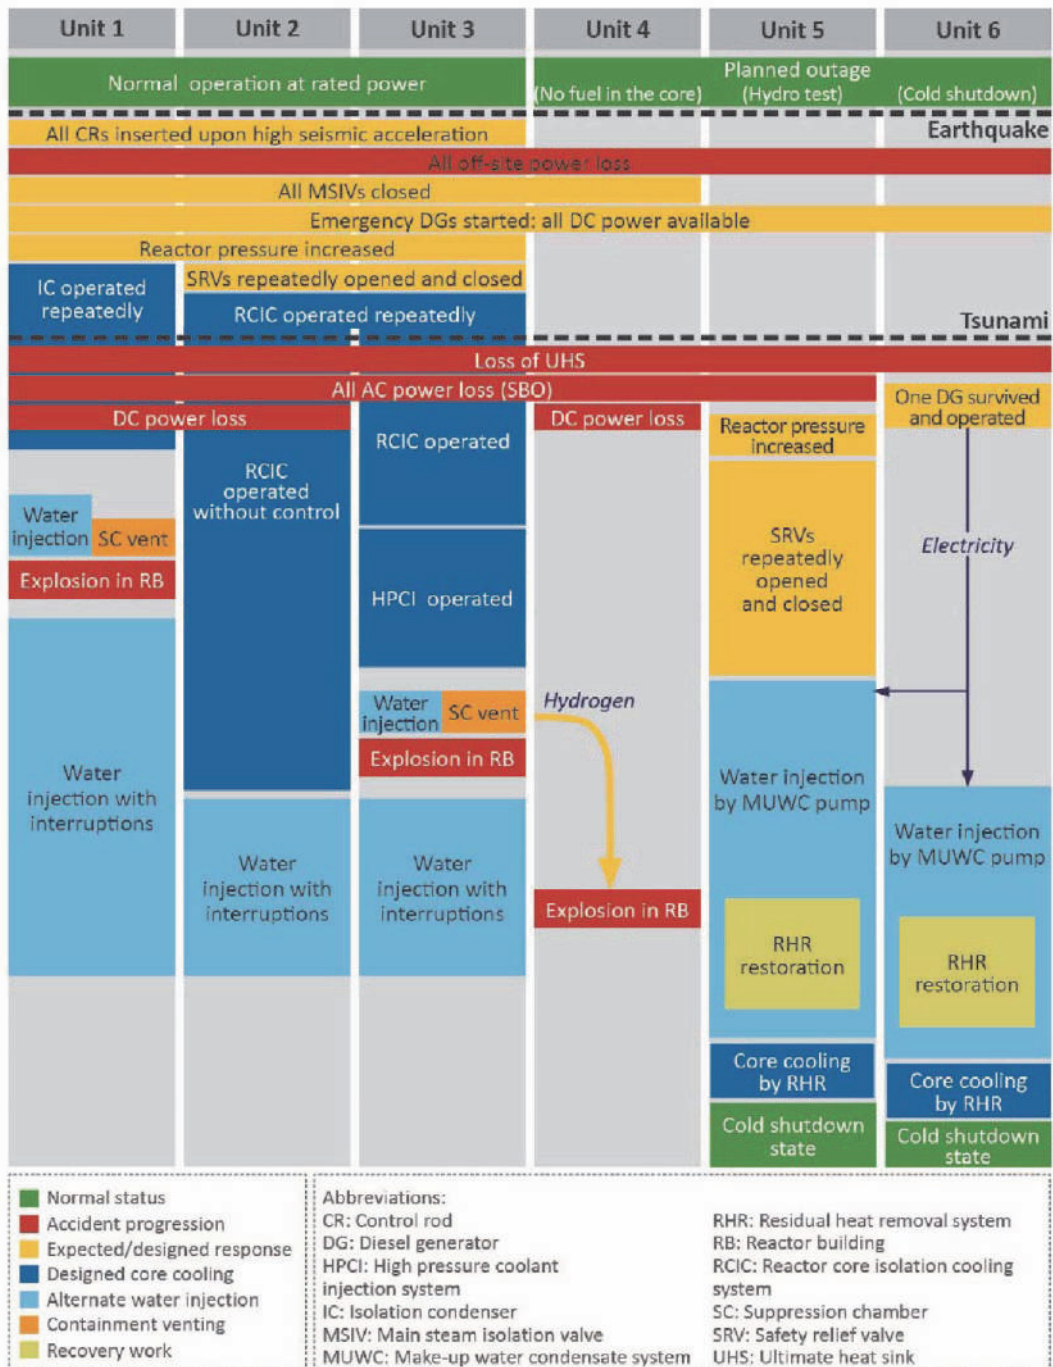 Unit 1
Unit 2
Unit 3
Unit 4
Unit 5
Unit 6
Normal operation at rated power
Planned outage
(No fuel in the core)
(Hydro test)
(Cold shutdown)
Earthquake
All CRs inserted upon high seismic acceleration
All off-site power loss
All MSIVs closed
Emergency DGs started: all DC power available
Reactor pressure increased
IC operated
repeatedly
SRVs repeatedly opened and closed
RCIC operated repeatedly
Tsunami
Loss of UHS
All AC power loss (SBO)
DC power loss
RCIC operated
DC power loss
Reactor pressure
increased
One DG survived
and operated
RCIC
operated
without control
Water
injection
SC vent
Explosion in RB
HPCI operated
SRVs
repeatedly
opened
and closed
Electricity
Water
injection
SC vent
Hydrogen
Explosion in RB
Water
injection with
interruptions
Water
injection with
interruptions
Water
injection with
interruptions
Explosion in RB
Water injection
by MUWC pump
Water injection
by MUWC pump
RHR
restoration
RHR
restoration
Core cooling
by RHR
Core cooling
by RHR
Cold shutdown
state
Cold shutdown
state
Normal status
Accident progression
Expected/designed response
Designed core cooling
Alternate water injection
Containment venting
Recovery work
Abbreviations:
CR: Control rod
DG: Diesel generator
HPCI: High pressure coolant
injection system
IC: Isolation condenser
MSIV: Main steam isolation valve
MUWC: Make-up water condensate system
RHR: Residual heat removal system
RB: Reactor building
RCIC: Reactor core isolation cooling
system
SC: Suppression chamber
SRV: Safety relief valve
UHS: Ultimate heat sink